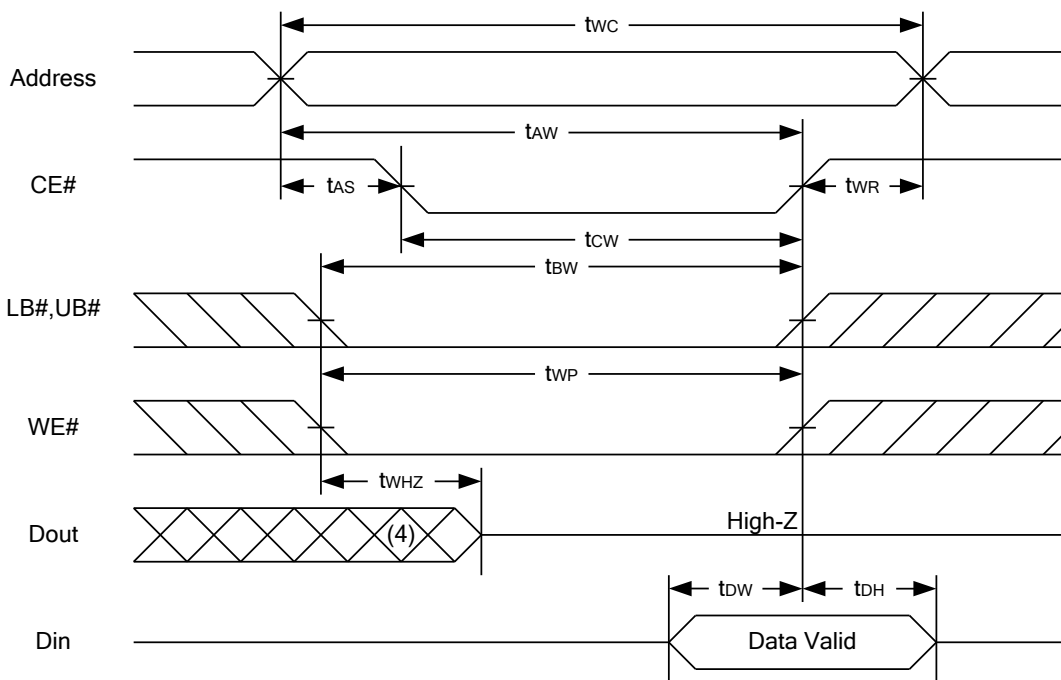 tWC
Address
tAW
CE#
tAS
tWR
tCW
tBW
LB#,UB#
tWP
WE#
tWHZ
Dout
(4)
High-Z
tDW
tDH
Din
Data Valid